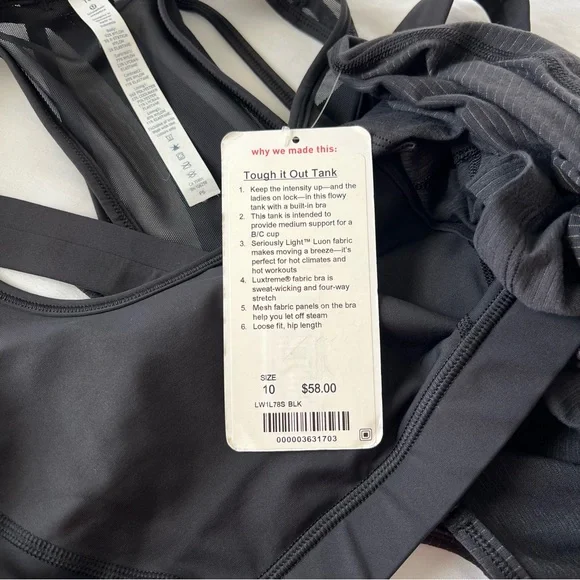 why we made this:
Tough it Out Tank
1. Keep the intensity up—and the
ladies on lock—in this flowy
tank with a built-in bra
2. This tank is intended to
provide medium support for a
B/C cup
3. Seriously Light™ Luon fabric
makes moving a breeze—it's
perfect for hot climates and
hot workouts
4. Luxtreme® fabric bra is
sweat-wicking and four-way
stretch
5. Mesh fabric panels on the bra
help you let off steam
6. Loose fit, hip length
SIZE
10 $58.00
LW1L78S BLK
000003631703